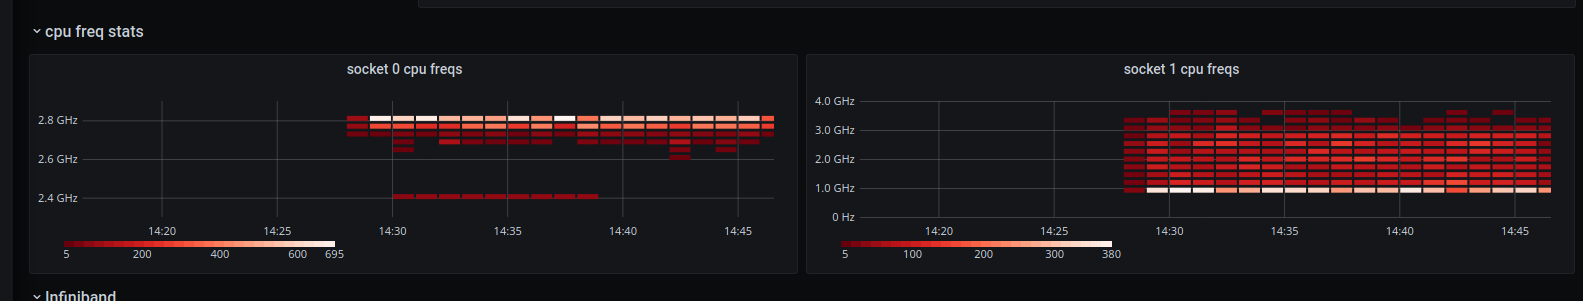 cpu freq stats
socket 0 cpu freqs
2.8 GHz
2.6 GHz
2.4 GHz
14:20 14:25 14:30 14:35 14:40 14:45
5 200 400 600 695
socket 1 cpu freqs
4.0 GHz
3.0 GHz
2.0 GHz
1.0 GHz
0 Hz
14:20 14:25 14:30 14:35 14:40 14:45
5 100 200 300 380
Infiniband